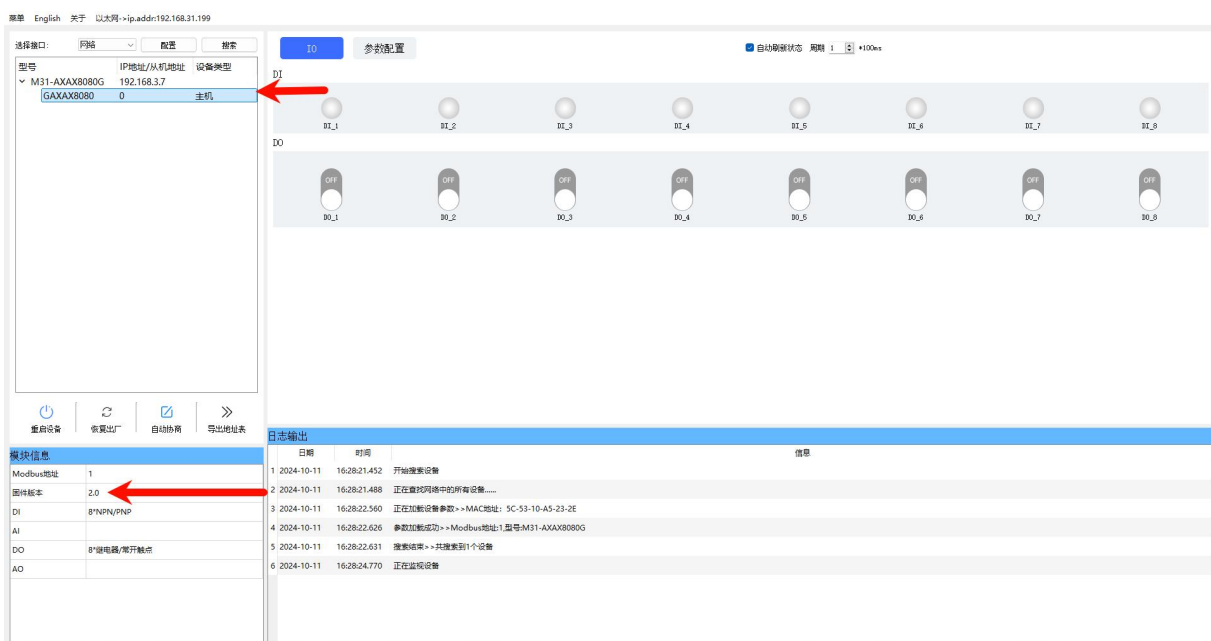 菜单 English 关于 以太网->ip.addr:192.168.31.199
选择接口: 网络 配置 搜索
型号 IP地址/从机地址 设备类型
M31-AXAX8080G 192.168.3.7
GAXAX8080 0 主机
重启设备 恢复出厂 自动协商 导出地址表
模块信息
Modbus地址 1
固件版本 2.0
DI 8*NPN/PNP
AI
DO 8*继电器/常开触点
AO
IO 参数配置 自动刷新状态 周期 1 *100ms
DI
DI_1 DI_2 DI_3 DI_4 DI_5 DI_6 DI_7 DI_8
DO
OFF OFF OFF OFF OFF OFF OFF OFF
DO_1 DO_2 DO_3 DO_4 DO_5 DO_6 DO_7 DO_8
日志输出
日期 时间 信息
1 2024-10-11 16:28:21.452 开始搜索设备
2 2024-10-11 16:28:21.488 正在查找网络中的所有设备......
3 2024-10-11 16:28:22.560 正在加载设备参数>>MAC地址: 5C-53-10-A5-23-2E
4 2024-10-11 16:28:22.626 参数加载成功>>Modbus地址:1,型号:M31-AXAX8080G
5 2024-10-11 16:28:22.631 搜索结束>>共搜索到1个设备
6 2024-10-11 16:28:24.770 正在监视设备